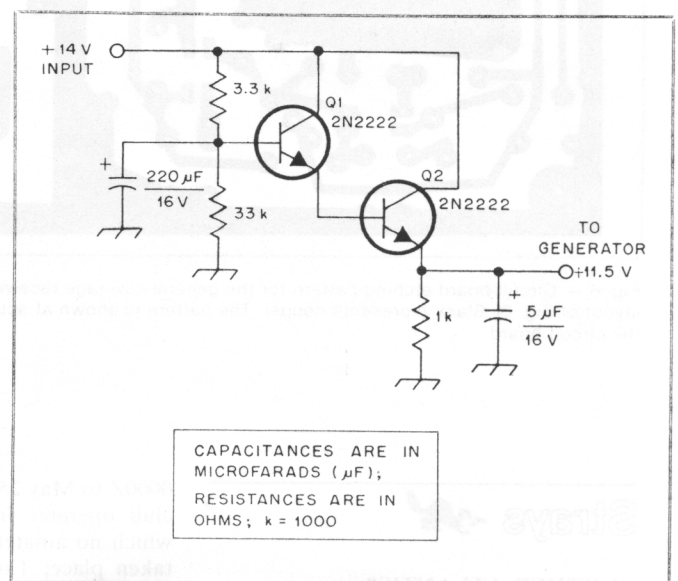 + 14 V
INPUT
3.3 k
Q1
2N2222
+
220 µF
16 V
33 k
Q2
2N2222
TO
GENERATOR
+11.5 V
1k
+
5 µF
16 V
CAPACITANCES ARE IN
MICROFARADS (µF);
RESISTANCES ARE IN
OHMS; k = 1000